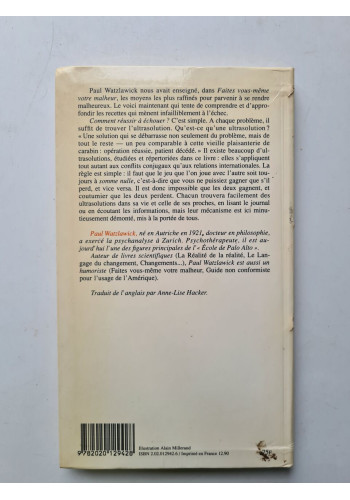 Paul Watzlawick nous avait enseigné, dans Faites vous-même
votre malheur, les moyens les plus raffinés pour parvenir à se rendre
malheureux. Le voici maintenant qui tente de comprendre et d'appro-
fondir les recettes qui mènent infailliblement à l'échec.
Comment réussir à échouer ? C'est simple. A chaque problème, il
suffit de trouver l'ultrasolution. Qu'est-ce qu'une ultrasolution ?
« Une solution qui se débarrasse non seulement du problème, mais de
tout le reste — un peu comparable à cette vieille plaisanterie de
carabin : opération réussie, patient décédé. » Il existe beaucoup d'ul-
trasolutions, étudiées et répertoriées dans ce livre : elles s'appliquent
tout autant aux conflits conjugaux qu'aux relations internationales. La
règle est simple : il faut que le jeu que l'on joue avec l'autre soit tou-
jours à somme nulle, c'est-à-dire que vous ne puissiez gagner que s'il
perd, et vice versa. Il est donc impossible que les deux gagnent, et
coutumier que les deux perdent. Chacun trouvera facilement des
ultrasolutions dans sa vie et celle de ses proches, en lisant le journal
ou en écoutant les informations, mais leur mécanisme est ici minu-
tieusement démonté, mis à la portée de tous.
Paul Watzlawick, né en Autriche en 1921, docteur en philosophie,
a exercé la psychanalyse à Zurich. Psychothérapeute, il est au-
jourd'hui l'une des figures principales de l'« École de Palo Alto ».
Auteur de livres scientifiques (La Réalité de la réalité, Le Lan-
gage du changement, Changements...), Paul Watzlawick est aussi un
humoriste (Faites vous-même votre malheur, Guide non conformiste
pour l'usage de l'Amérique).
Traduit de l'anglais par Anne-Lise Hacker.
9782020129428
Illustration Alain Millerand
ISBN 2.02.012942-6 / Imprimé en France 12.90